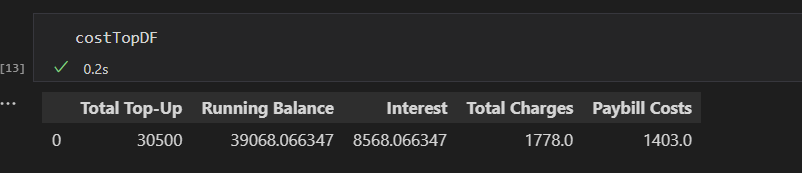 costTopDF
[13]
0.2s
...
Total Top-Up Running Balance Interest Total Charges Paybill Costs
0 30500 39068.066347 8568.066347 1778.0 1403.0